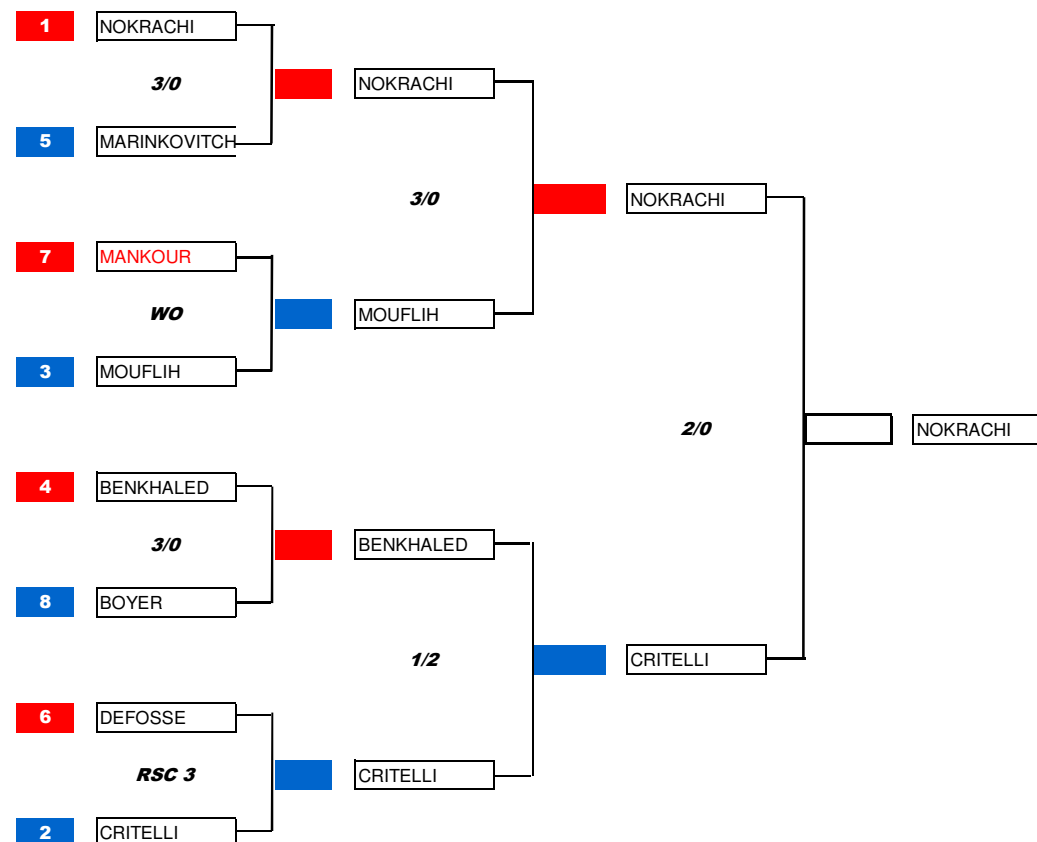 1 NOKRACHI
3/0 NOKRACHI
5 MARINKOVITCH
3/0 NOKRACHI
7 MANKOUR
WO MOUFLIH
3 MOUFLIH
2/0 NOKRACHI
4 BENKHALED
3/0 BENKHALED
8 BOYER
1/2 CRITELLI
6 DEFOSSE
RSC 3 CRITELLI
2 CRITELLI